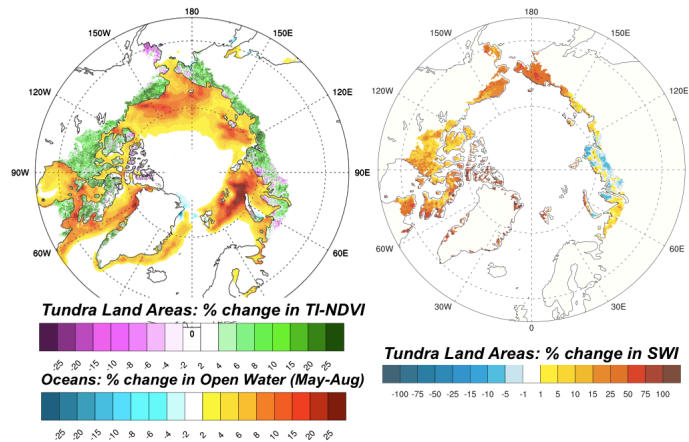 180
150W
150E
120W
120E
90W
60W
60E
Tundra Land Areas: % change in TI-NDVI
0
-25 -20 -15 -10 -8 -6 -4 -2 2 4 6 8 10 15 20 25
Oceans: % change in Open Water (May-Aug)
-25 -20 -15 -10 -8 -6 -4 -2 2 4 6 8 10 15 20 25
180
150W
150E
120W
120E
90E
60W
60E
30W
30E
0
Tundra Land Areas: % change in SWI
-100 -75 -50 -25 -10 -5 -1 1 5 10 25 50 75 100